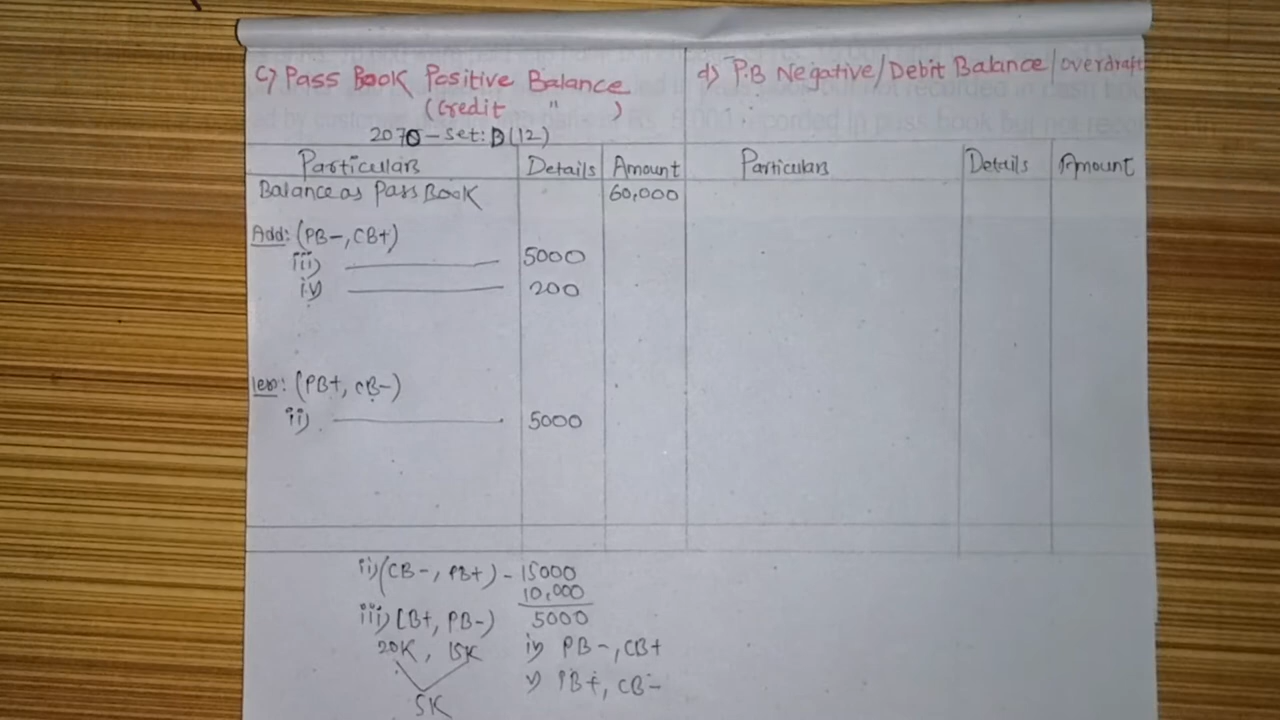 c) Pass Book Positive Balance
(Credit " )
2070 - set: D (12)
Particulars Details Amount
Balance as Pass Book 60,000
Add: (PB-, CB+)
iii) 5000
iv) 200
less: (PB+, CB-)
ii) 5000
d) P.B Negative/Debit Balance/overdraft
Particulars Details Amount
ii) (CB-, PB+) - 15000
10,000
5000
iii) CB+, PB-)
20K, 15K
5K
iv) PB-, CB+
v) PB+, CB-